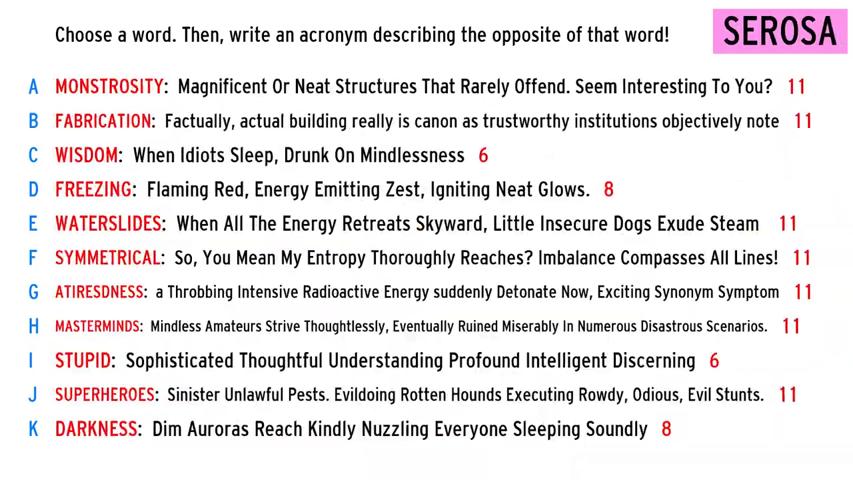 Choose a word. Then, write an acronym describing the opposite of that word!
SEROSA
A MONSTROSITY: Magnificent Or Neat Structures That Rarely Offend. Seem Interesting To You? 11
B FABRICATION: Factually, actual building really is canon as trustworthy institutions objectively note 11
C WISDOM: When Idiots Sleep, Drunk On Mindlessness 6
D FREEZING: Flaming Red, Energy Emitting Zest, Igniting Neat Glows. 8
E WATERSLIDES: When All The Energy Retreats Skyward, Little Insecure Dogs Exude Steam 11
F SYMMETRICAL: So, You Mean My Entropy Thoroughly Reaches? Imbalance Compasses All Lines! 11
G ATIRESDNESS: a Throbbing Intensive Radioactive Energy suddenly Detonate Now, Exciting Synonym Symptom 11
H MASTERMINDS: Mindless Amateurs Strive Thoughtlessly, Eventually Ruined Miserably In Numerous Disastrous Scenarios. 11
I STUPID: Sophisticated Thoughtful Understanding Profound Intelligent Discerning 6
J SUPERHEROES: Sinister Unlawful Pests. Evildoing Rotten Hounds Executing Rowdy, Odious, Evil Stunts. 11
K DARKNESS: Dim Auroras Reach Kindly Nuzzling Everyone Sleeping Soundly 8